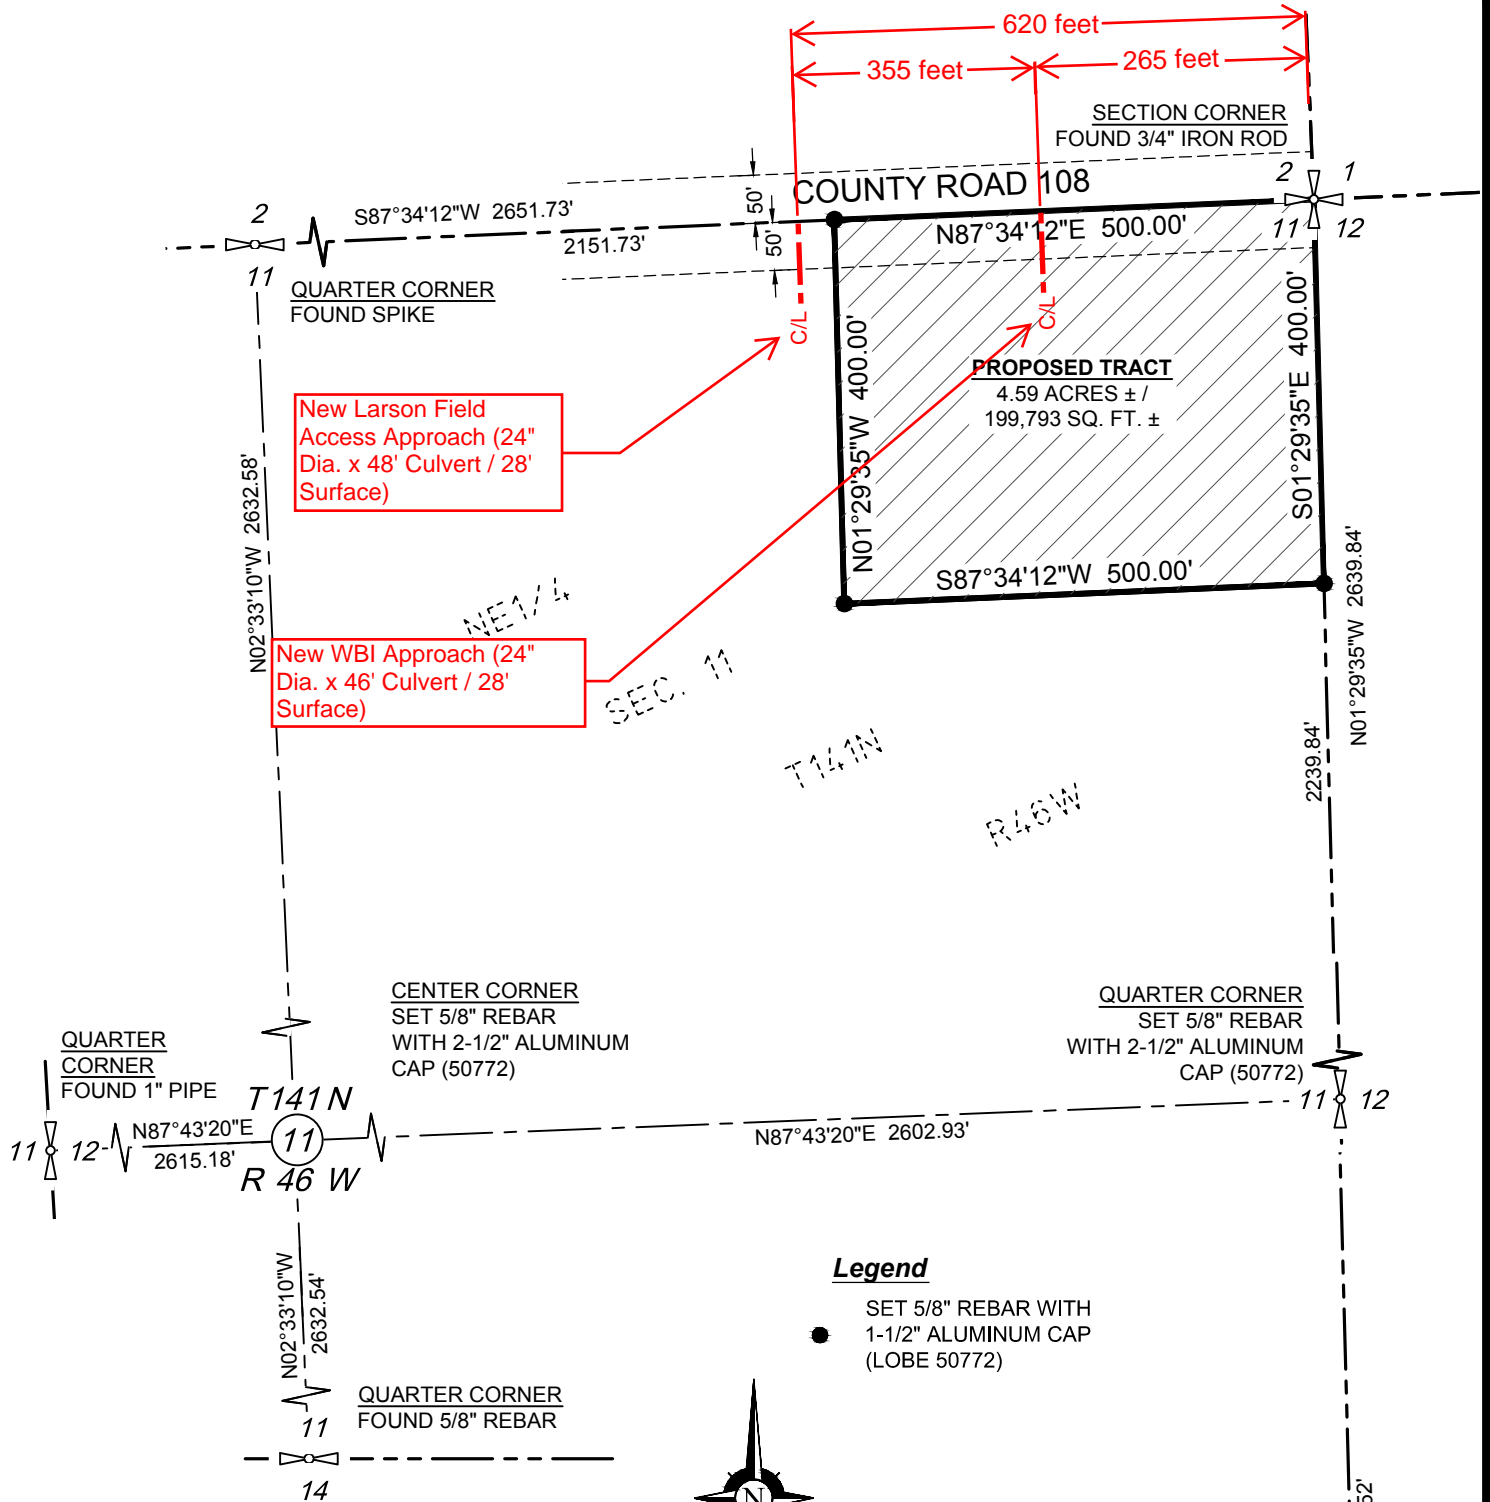 620 feet
355 feet
265 feet
SECTION CORNER
FOUND 3/4" IRON ROD
COUNTY ROAD 108
2 1
11 12
2
11
S87°34'12"W 2651.73'
2151.73'
50'
50'
N87°34'12"E 500.00'
QUARTER CORNER
FOUND SPIKE
C/L
C/L
PROPOSED TRACT
4.59 ACRES ± /
199,793 SQ. FT. ±
N01°29'35"W 400.00'
S01°29'35"E 400.00'
S87°34'12"W 500.00'
New Larson Field
Access Approach (24"
Dia. x 48' Culvert / 28'
Surface)
N02°33'10"W 2632.58'
NE1/4
New WBI Approach (24"
Dia. x 46' Culvert / 28'
Surface)
SEC. 11
T141N
R46W
N01°29'35"W 2639.84'
2239.84'
CENTER CORNER
SET 5/8" REBAR
WITH 2-1/2" ALUMINUM
CAP (50772)
QUARTER CORNER
SET 5/8" REBAR
WITH 2-1/2" ALUMINUM
CAP (50772)
QUARTER
CORNER
FOUND 1" PIPE
T141N
11
R 46 W
11 12
N87°43'20"E
2615.18'
N87°43'20"E 2602.93'
11 12
N02°33'10"W
2632.54'
Legend
SET 5/8" REBAR WITH
1-1/2" ALUMINUM CAP
(LOBE 50772)
QUARTER CORNER
FOUND 5/8" REBAR
11
14
N
52'